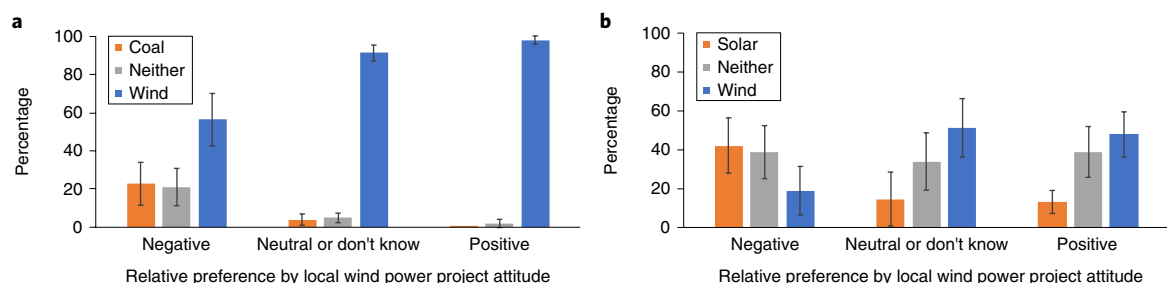 a
100
80
60
40
20
0
Percentage
Coal
Neither
Wind
Negative
Neutral or don't know
Positive
Relative preference by local wind power project attitude
b
100
80
60
40
20
0
Percentage
Solar
Neither
Wind
Negative
Neutral or don't know
Positive
Relative preference by local wind power project attitude